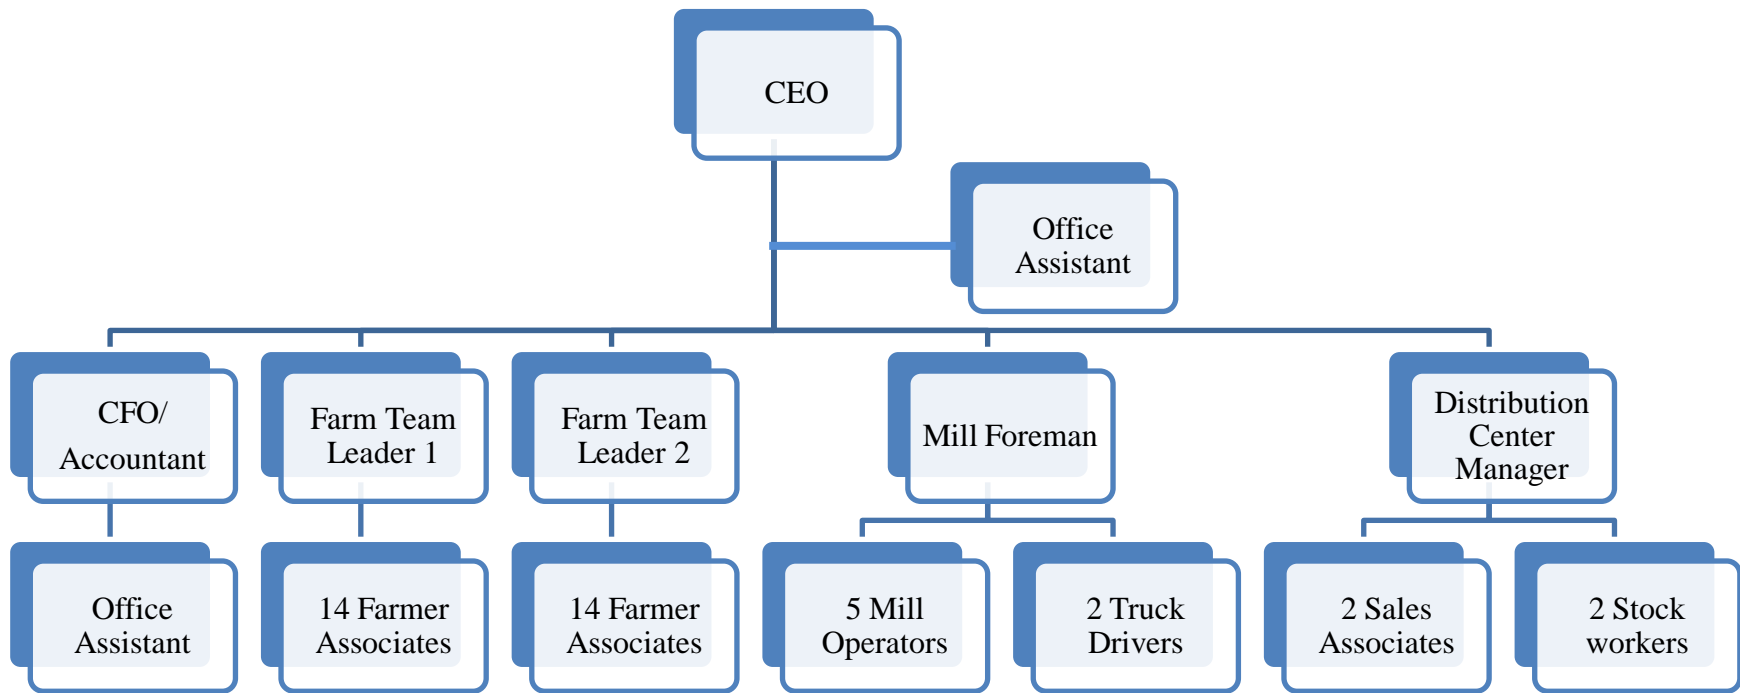 CEO
Office
Assistant
CFO/
Accountant
Farm Team
Leader 1
Farm Team
Leader 2
Mill Foreman
Distribution
Center
Manager
Office
Assistant
14 Farmer
Associates
14 Farmer
Associates
5 Mill
Operators
2 Truck
Drivers
2 Sales
Associates
2 Stock
workers